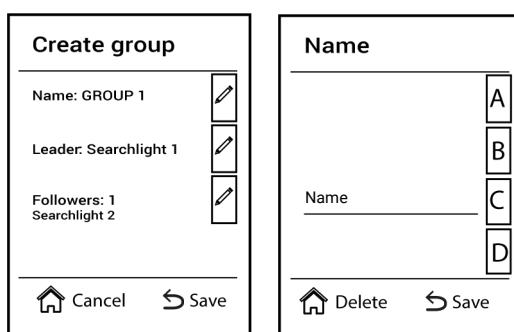 Create group
Name: GROUP 1
Leader: Searchlight 1
Followers: 1
Searchlight 2
Cancel Save
Name
A
B
Name
C
D
Delete Save